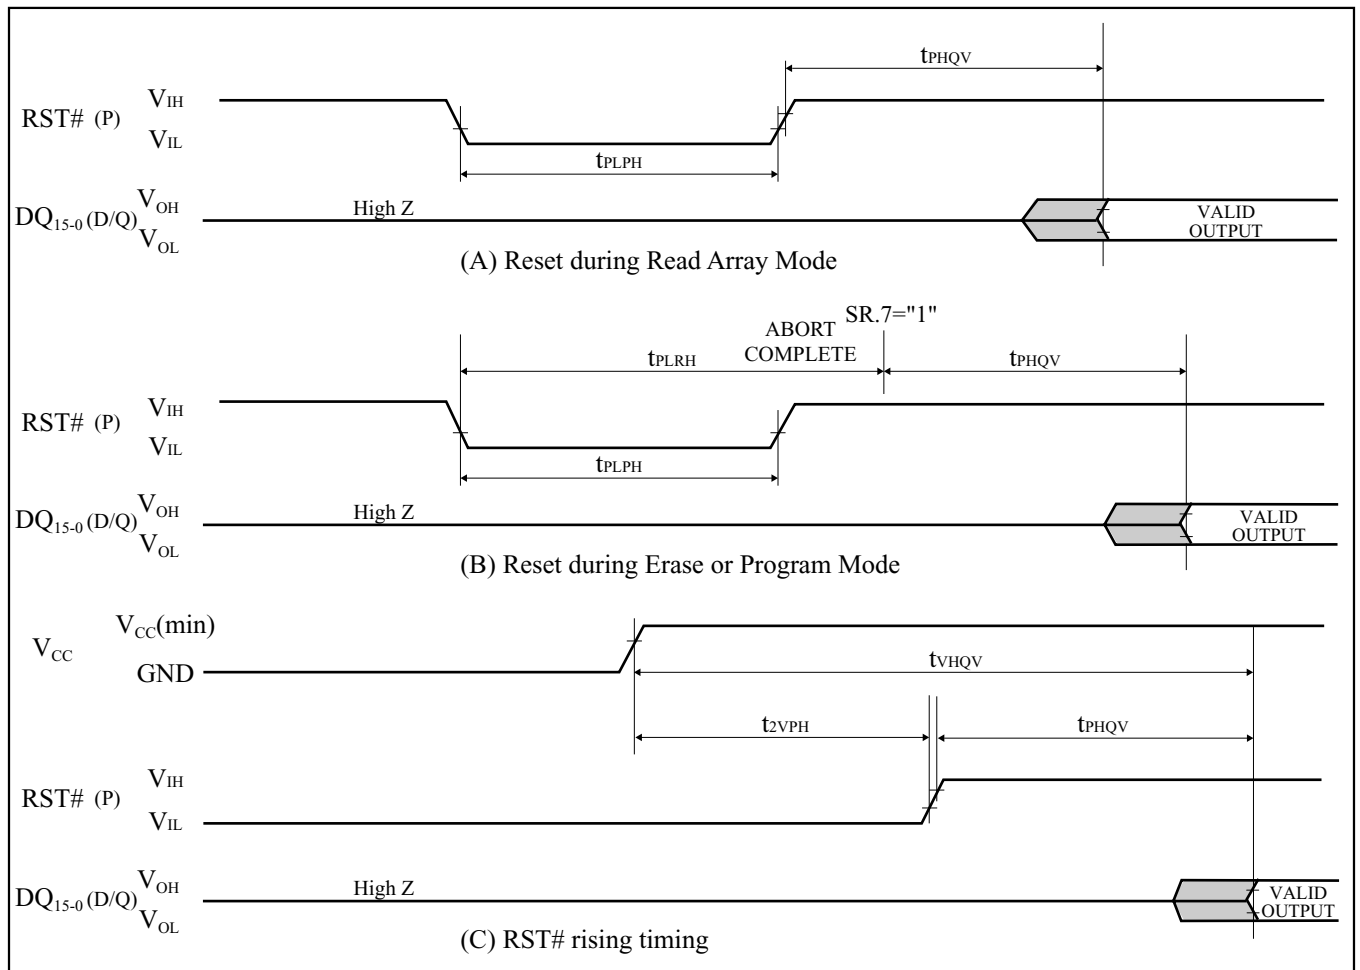 tPHQV
VIH
RST# (P)
VIL
tPLPH
VOH
DQ15-0 (D/Q)
High Z
VALID
OUTPUT
VOL
(A) Reset during Read Array Mode
SR.7="1"
ABORT
COMPLETE
tPLRH
tPHQV
VIH
RST# (P)
VIL
tPLPH
VOH
DQ15-0 (D/Q)
High Z
VALID
OUTPUT
VOL
(B) Reset during Erase or Program Mode
VCC(min)
VCC
GND
tVHQV
t2VPH
tPHQV
VIH
RST# (P)
VIL
VOH
DQ15-0 (D/Q)
High Z
VALID
OUTPUT
VOL
(C) RST# rising timing